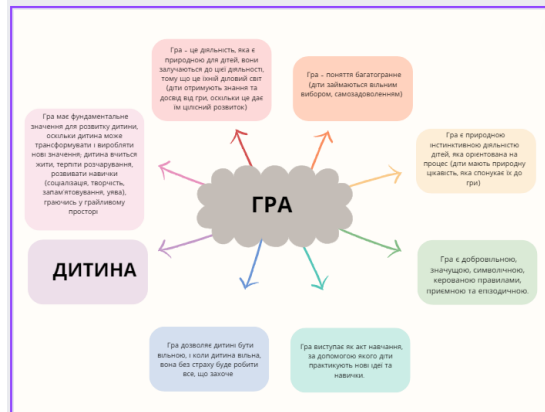 Гра – це діяльність, яка є
природною для дітей, вони
залучаються до цієї діяльності,
тому що це їхній діловий світ
(діти отримують знання та
досвід від гри, оскільки це дає
їм цілісний розвиток)
Гра – поняття багатогранне
(діти займаються вільним
вибором, самозадоволенням)
Гра має фундаментальне
значення для розвитку дитини,
оскільки дитина може
трансформувати і виробляти
нові значення; дитина вчиться
жити, терпіти розчарування,
розвивати навички
(соціалізація, творчість,
запам'ятовування, уява),
граючись у грайливому
просторі
Гра є природною
інстинктивною діяльністю
дітей, яка орієнтована на
процес (діти мають природну
цікавість, яка спонукає їх до
гри)
ГРА
ДИТИНА
Гра є добровільною,
значущою, символічною,
керованою правилами,
приємною та епізодичною.
Гра дозволяє дитині бути
вільною, і коли дитина вільна,
вона без страху буде робити
все, що захоче
Гра виступає як акт навчання,
за допомогою якого діти
практикують нові ідеї та
навички.